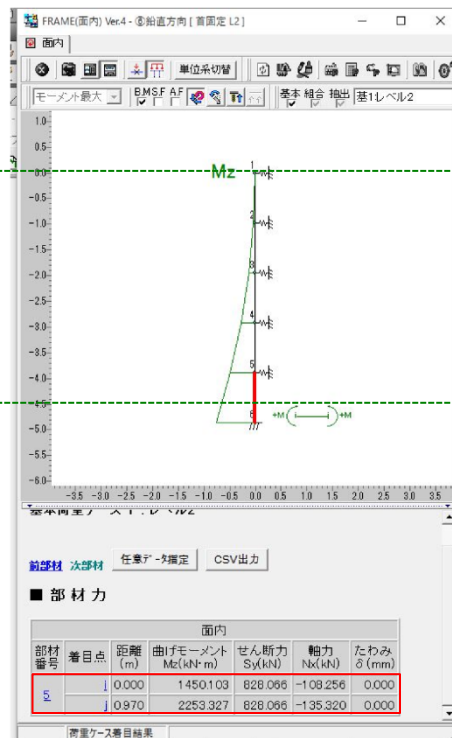 FRAME(面内) Ver.4 - ⑧鉛直方向 [ 首固定 L2 ]
面内
単位系切替
モーメント最大 B.M S.F A.F 基本 組合 抽出 基1:レベル2
1.0
0.5
0.0
-0.5
-1.0
-1.5
-2.0
-2.5
-3.0
-3.5
-4.0
-4.5
-5.0
-5.5
-6.0
Mz
1
2
3
4
5
6
+M +M
-3.5 -3.0 -2.5 -2.0 -1.5 -1.0 -0.5 0.0 0.5 1.0 1.5 2.0 2.5 3.0 3.5
前部材 次部材 任意データ指定 CSV出力
■ 部 材 力
面内
部材番号 着目点 距離(m) 曲げモーメント Mz(kN・m) せん断力 Sy(kN) 軸力 Nx(kN) たわみ δ(mm)
5 i 0.000 1450.103 828.066 -108.256 0.000
j 0.970 2253.327 828.066 -135.320 0.000
荷重ケース着目結果